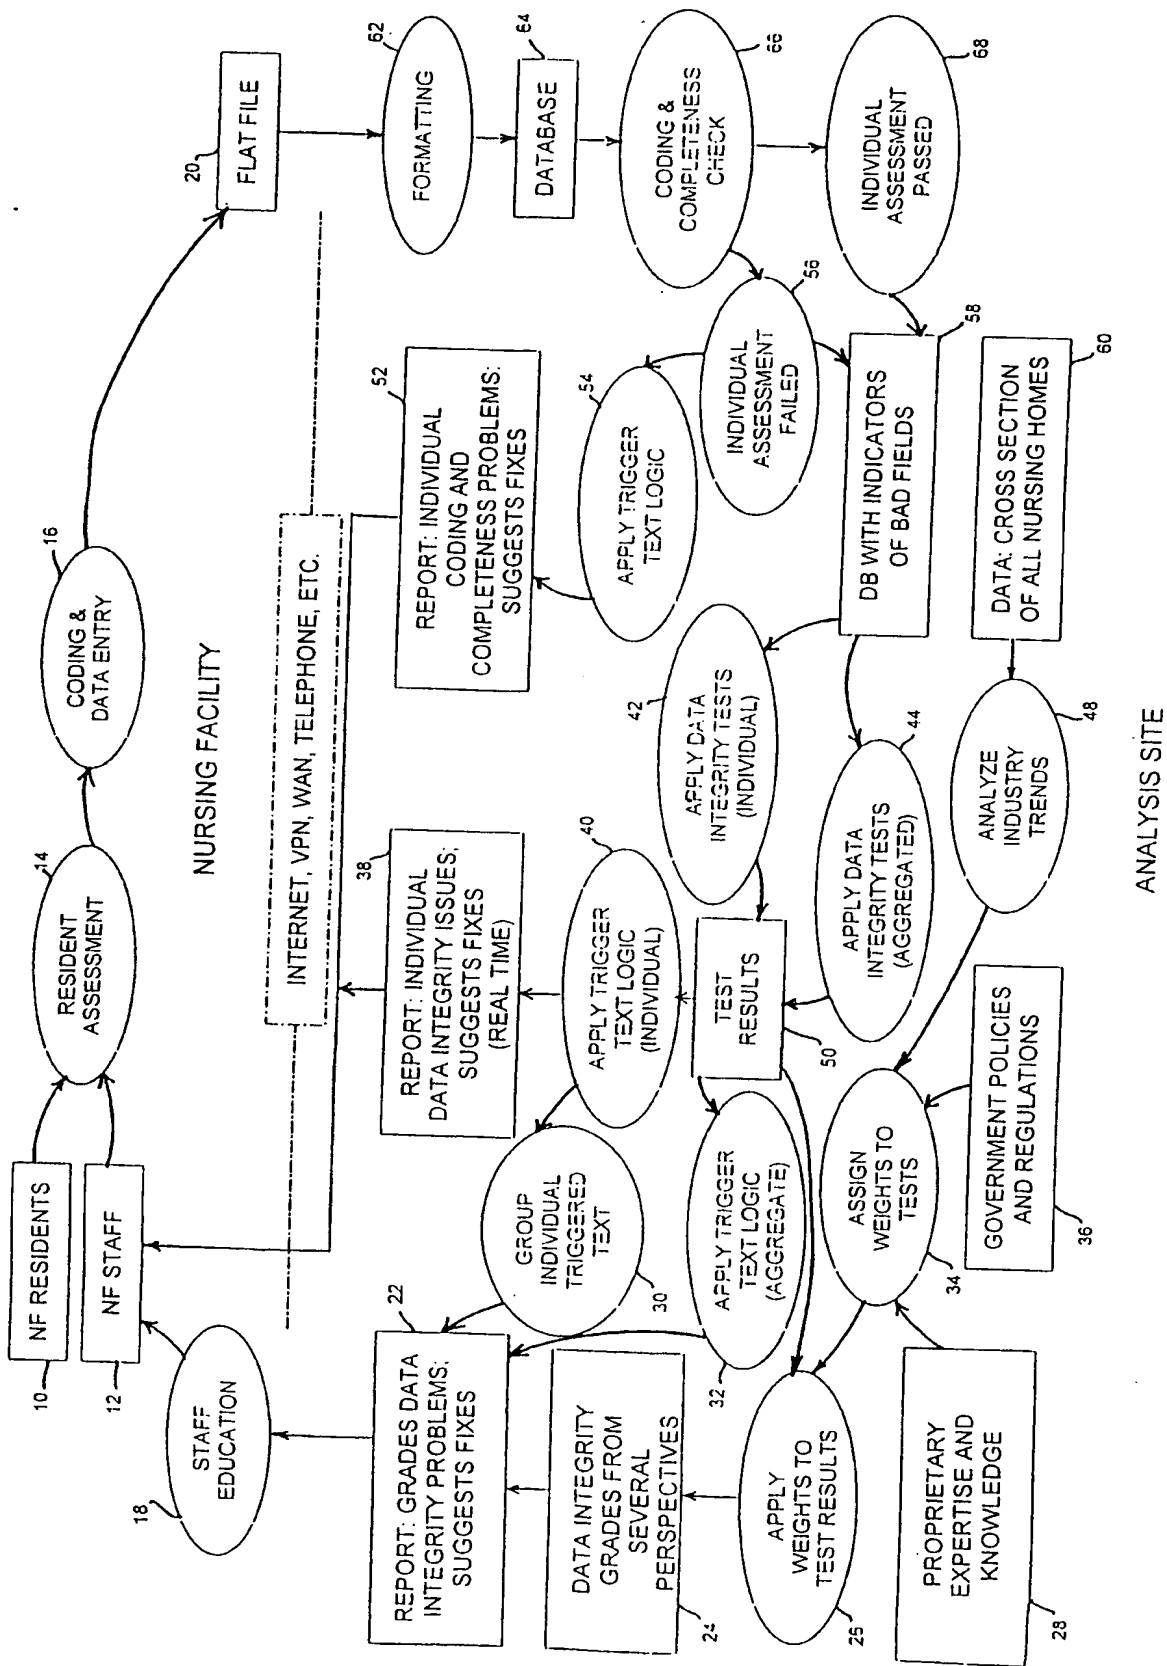 10
NF RESIDENTS
12
NF STAFF
14
RESIDENT
ASSESSMENT
16
CODING &
DATA ENTRY
20
FLAT FILE
18
STAFF
EDUCATION
NURSING FACILITY
INTERNET, VPN, WAN, TELEPHONE, ETC.
62
FORMATTING
64
DATABASE
66
CODING &
COMPLETENESS
CHECK
68
INDIVIDUAL
ASSESSMENT
PASSED
22
REPORT: GRADES DATA
INTEGRITY PROBLEMS;
SUGGESTS FIXES
38
REPORT: INDIVIDUAL
DATA INTEGRITY ISSUES;
SUGGESTS FIXES
(REAL TIME)
52
REPORT: INDIVIDUAL
CODING AND
COMPLETENESS PROBLEMS:
SUGGESTS FIXES
30
GROUP
INDIVIDUAL
TRIGGERED
TEXT
40
APPLY TRIGGER
TEXT LOGIC
(INDIVIDUAL)
54
APPLY TRIGGER
TEXT LOGIC
56
INDIVIDUAL
ASSESSMENT
FAILED
24
DATA INTEGRITY
GRADES FROM
SEVERAL
PERSPECTIVES
32
APPLY TRIGGER
TEXT LOGIC
(AGGREGATE)
50
TEST
RESULTS
42
APPLY DATA
INTEGRITY TESTS
(INDIVIDUAL)
58
DB WITH INDICATORS
OF BAD FIELDS
26
APPLY
WEIGHTS TO
TEST RESULTS
34
ASSIGN
WEIGHTS TO
TESTS
44
APPLY DATA
INTEGRITY TESTS
(AGGREGATED)
28
PROPRIETARY
EXPERTISE AND
KNOWLEDGE
36
GOVERNMENT POLICIES
AND REGULATIONS
48
ANALYZE
INDUSTRY
TRENDS
60
DATA: CROSS SECTION
OF ALL NURSING HOMES
ANALYSIS SITE